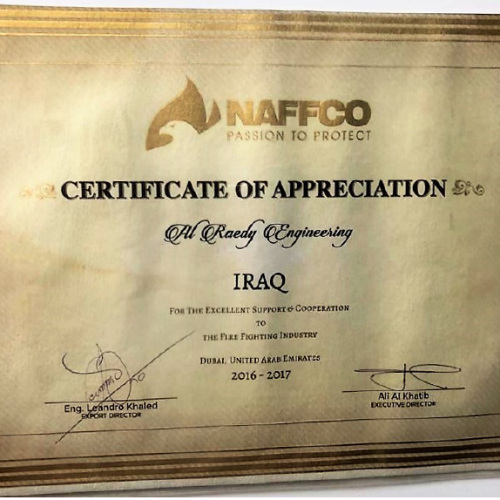 NAFFCO
PASSION TO PROTECT
CERTIFICATE OF APPRECIATION
Al Raedy Engineering
IRAQ
FOR THE EXCELLENT SUPPORT & COOPERATION
TO
THE FIRE FIGHTING INDUSTRY
DUBAI, UNITED ARAB EMIRATES
2016 - 2017
Eng. Leandro Khaled
EXPORT DIRECTOR
Ali Al Khatib
EXECUTIVE DIRECTOR